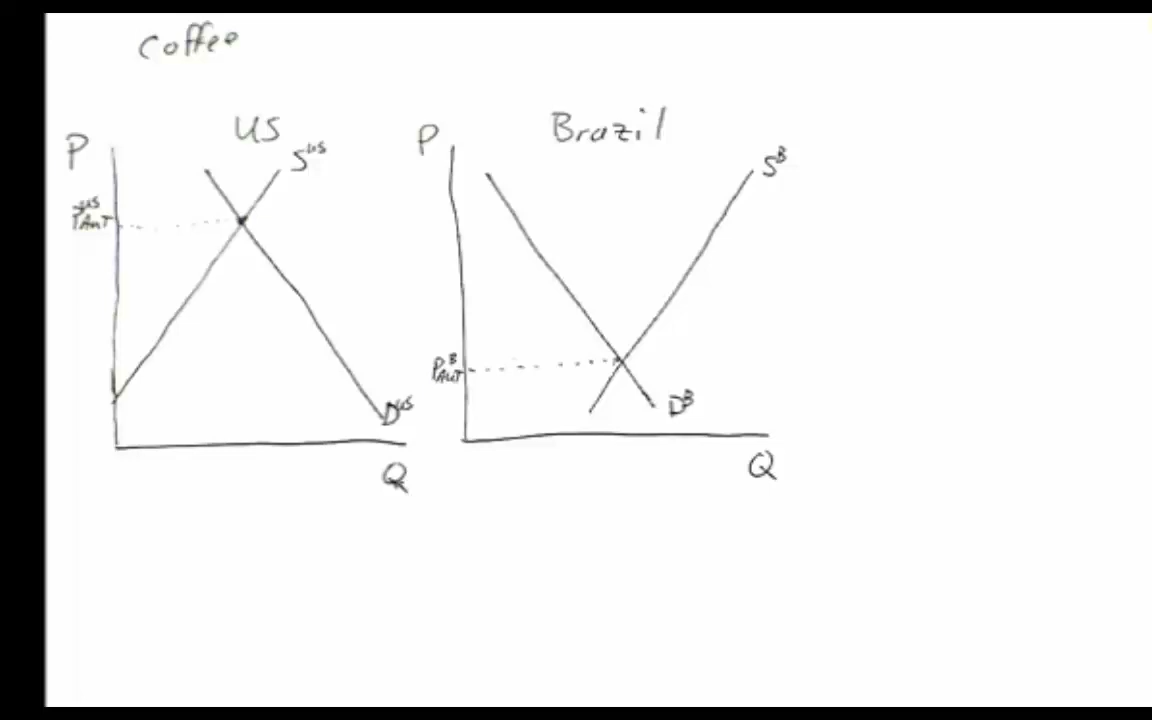 Coffee
US
Brazil
P
S^US
P^US_AUT
D^US
Q
P
S^B
P^B_AUT
D^B
Q